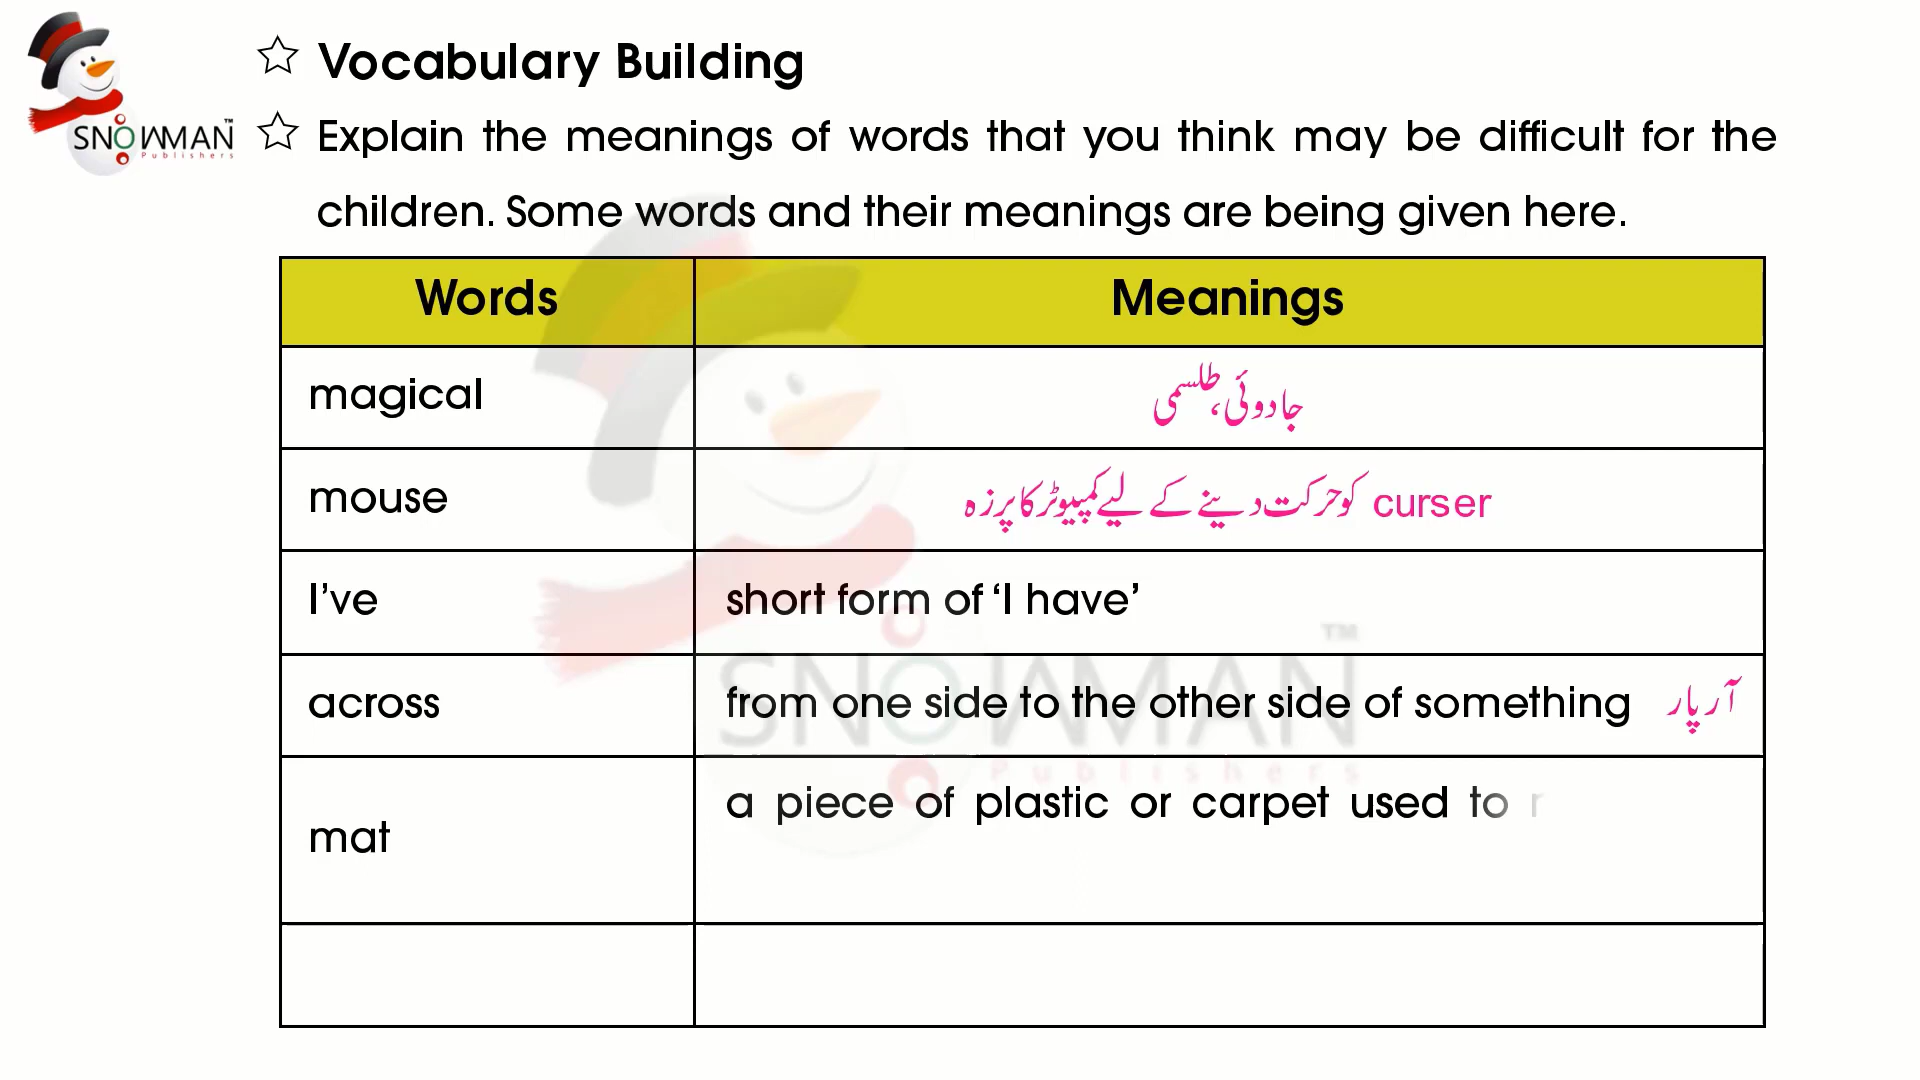 SNOWMAN™
Publishers
Vocabulary Building
Explain the meanings of words that you think may be difficult for the
children. Some words and their meanings are being given here.
Words Meanings
magical جادوئی، طلسمی
mouse curser کو حرکت دینے کے لیے کمپیوٹر کا پرزہ
I’ve short form of ‘I have’
across from one side to the other side of something آر پار
a piece of plastic or carpet used to r
mat
SNOWMAN™
Publishers